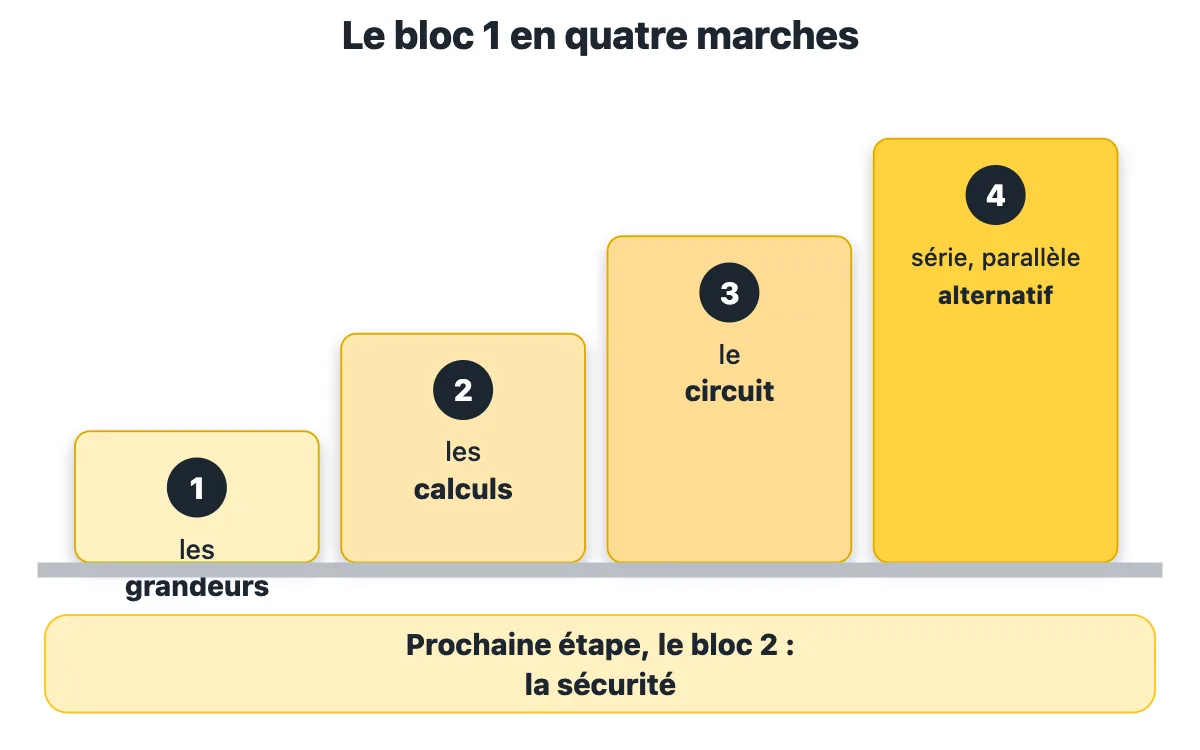 Le bloc 1 en quatre marches
1
les
grandeurs
2
les
calculs
3
le
circuit
4
série, parallèle
alternatif
Prochaine étape, le bloc 2 :
la sécurité